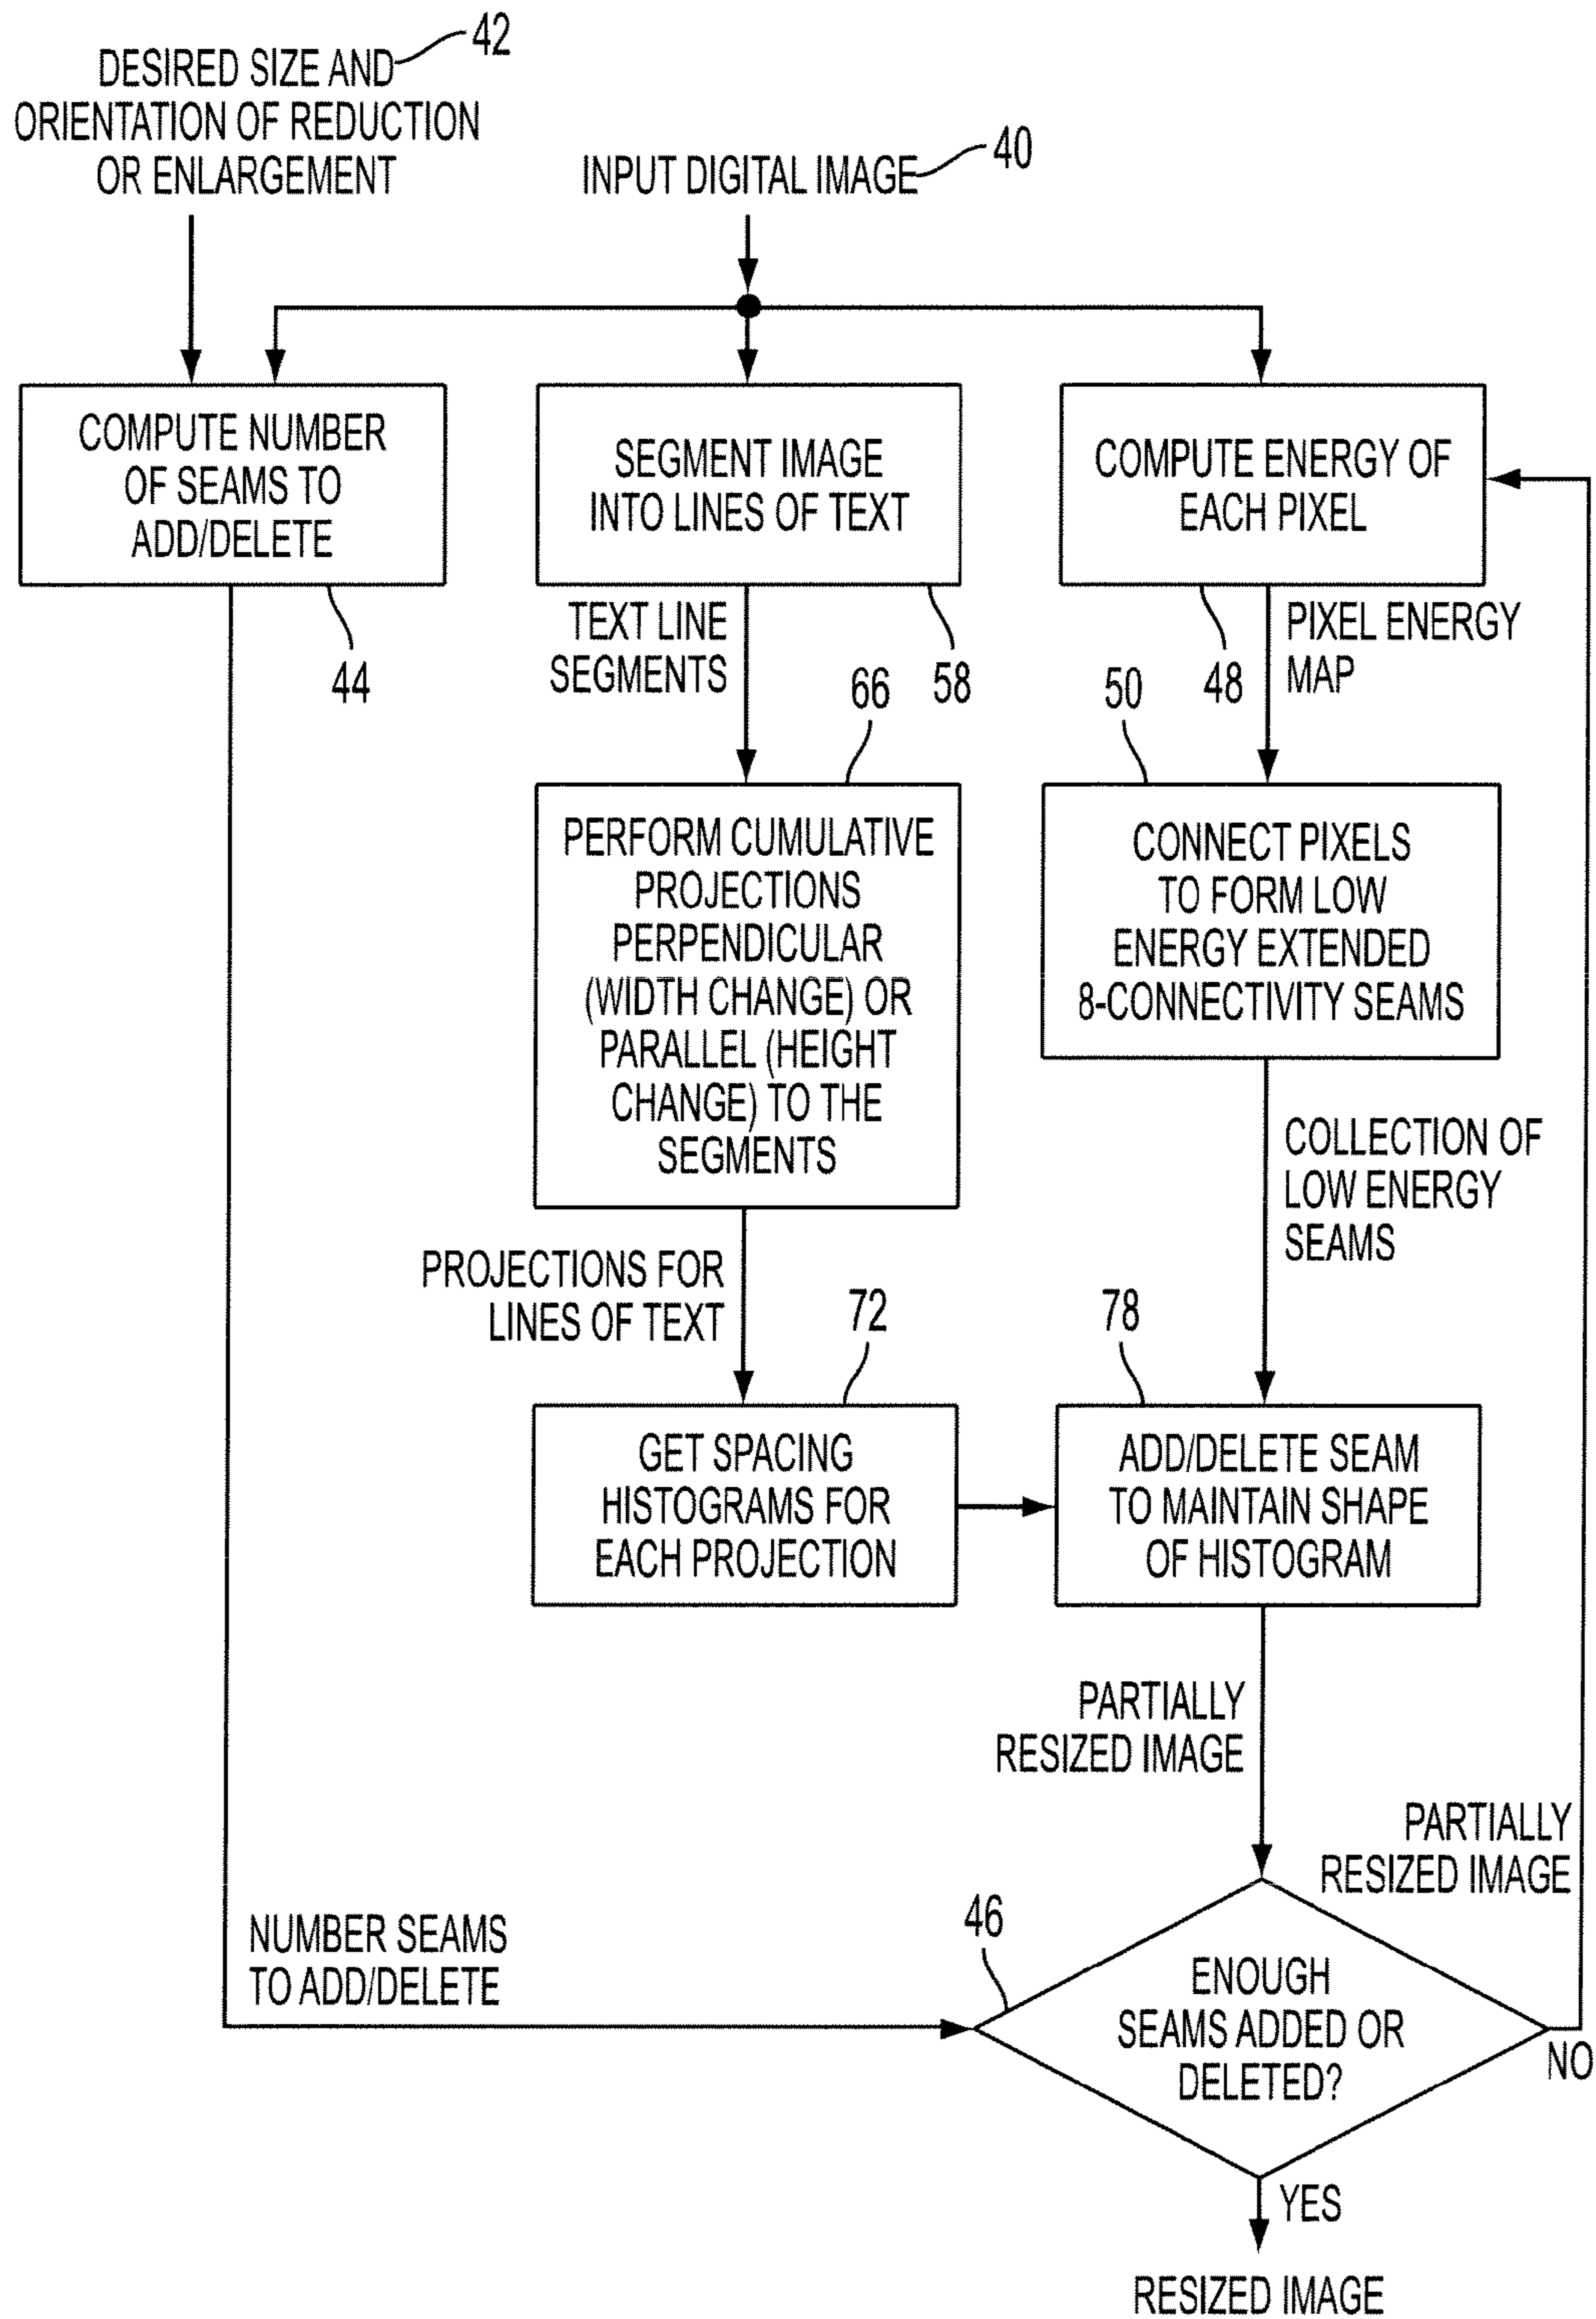 42
DESIRED SIZE AND
ORIENTATION OF REDUCTION
OR ENLARGEMENT
40
INPUT DIGITAL IMAGE
COMPUTE NUMBER
OF SEAMS TO
ADD/DELETE
44
SEGMENT IMAGE
INTO LINES OF TEXT
58
COMPUTE ENERGY OF
EACH PIXEL
48
TEXT LINE
SEGMENTS
PIXEL ENERGY
MAP
66
PERFORM CUMULATIVE
PROJECTIONS
PERPENDICULAR
(WIDTH CHANGE) OR
PARALLEL (HEIGHT
CHANGE) TO THE
SEGMENTS
50
CONNECT PIXELS
TO FORM LOW
ENERGY EXTENDED
8-CONNECTIVITY SEAMS
PROJECTIONS FOR
LINES OF TEXT
COLLECTION OF
LOW ENERGY
SEAMS
72
GET SPACING
HISTOGRAMS FOR
EACH PROJECTION
78
ADD/DELETE SEAM
TO MAINTAIN SHAPE
OF HISTOGRAM
PARTIALLY
RESIZED IMAGE
PARTIALLY
RESIZED IMAGE
NUMBER SEAMS
TO ADD/DELETE
46
ENOUGH
SEAMS ADDED OR
DELETED?
NO
YES
RESIZED IMAGE